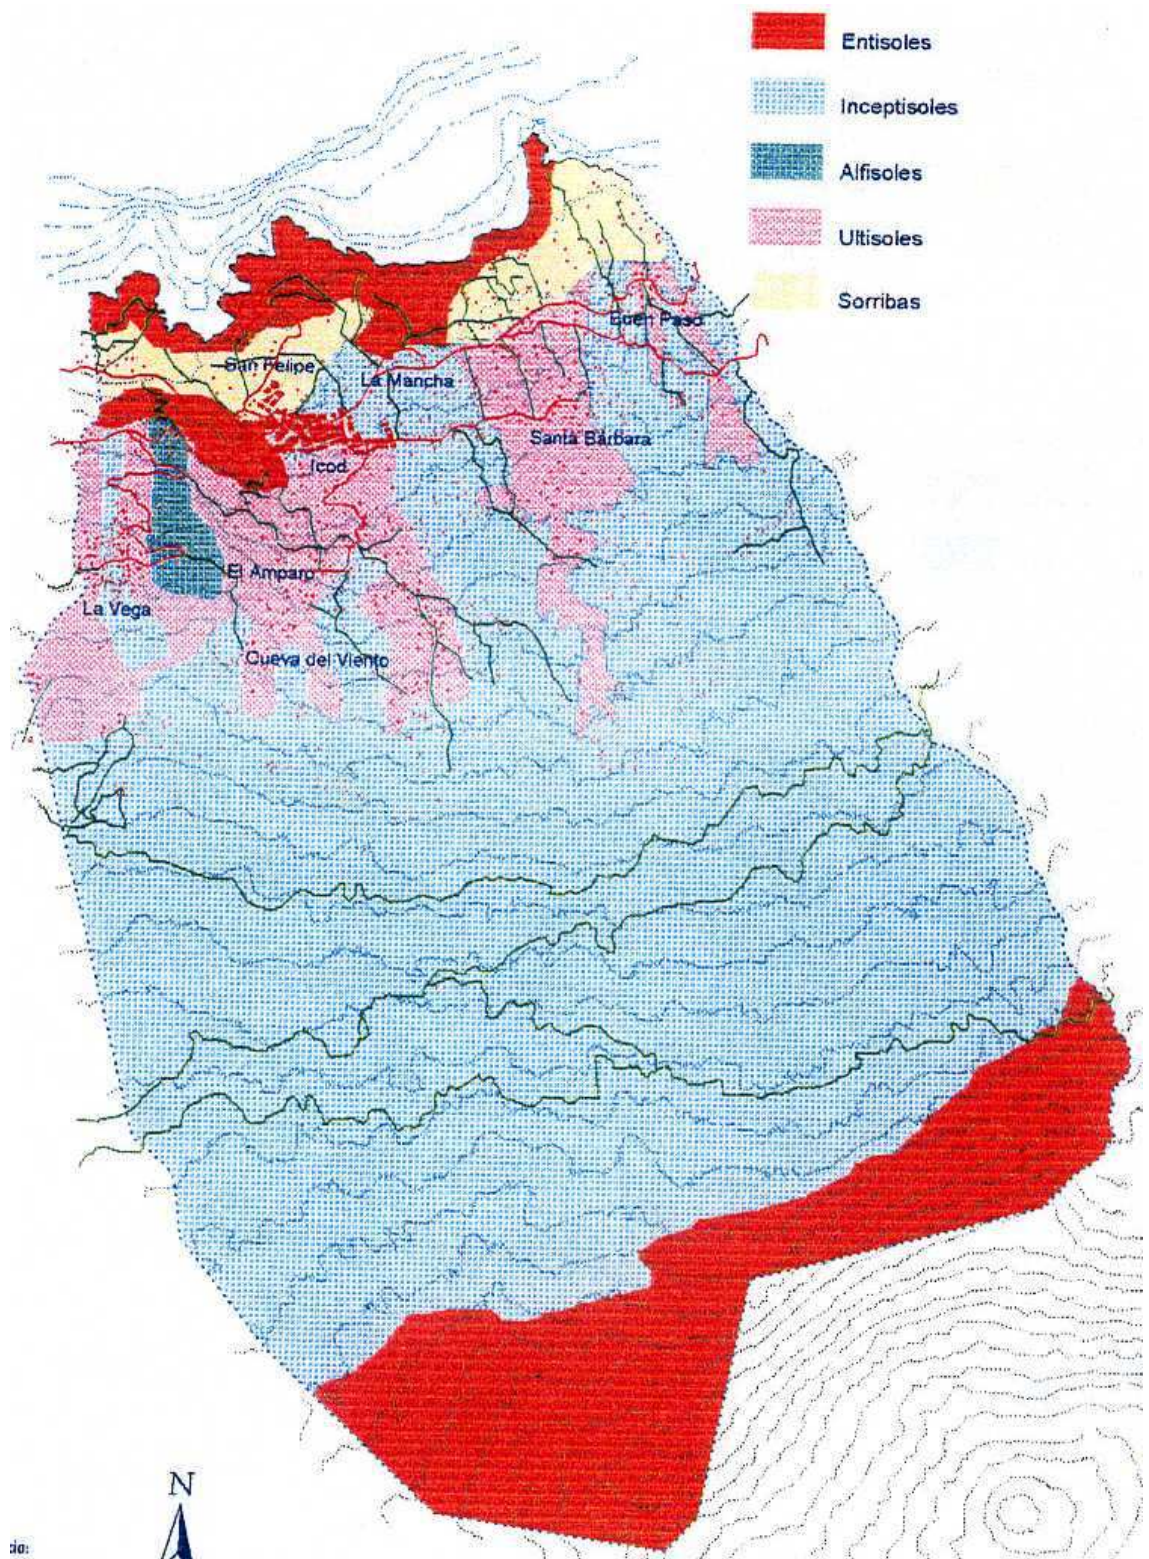 Entisoles
Inceptisoles
Alfisoles
Ultisoles
Sorribas
Buen Paso
San Felipe
La Mancha
Santa Bárbara
Icod
El Amparo
La Vega
Cueva del Viento
N